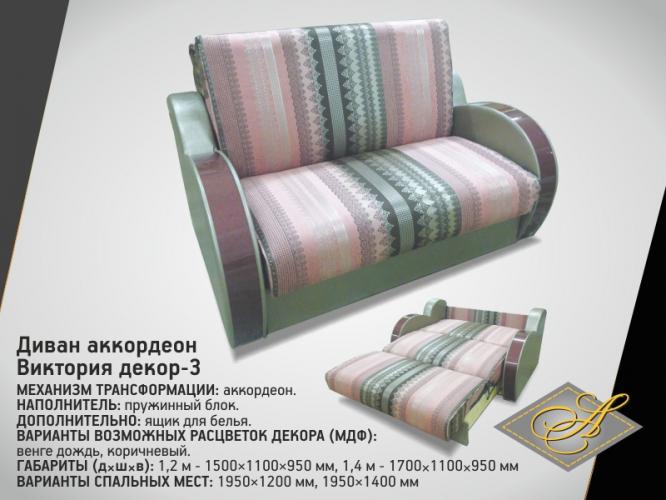 Диван аккордеон
Виктория декор-3
МЕХАНИЗМ ТРАНСФОРМАЦИИ: аккордеон.
НАПОЛНИТЕЛЬ: пружинный блок.
ДОПОЛНИТЕЛЬНО: ящик для белья.
ВАРИАНТЫ ВОЗМОЖНЫХ РАСЦВЕТОК ДЕКОРА (МДФ):
венге дождь, коричневый.
ГАБАРИТЫ (д×ш×в): 1,2 м - 1500×1100×950 мм, 1,4 м - 1700×1100×950 мм
ВАРИАНТЫ СПАЛЬНЫХ МЕСТ: 1950×1200 мм, 1950×1400 мм
А